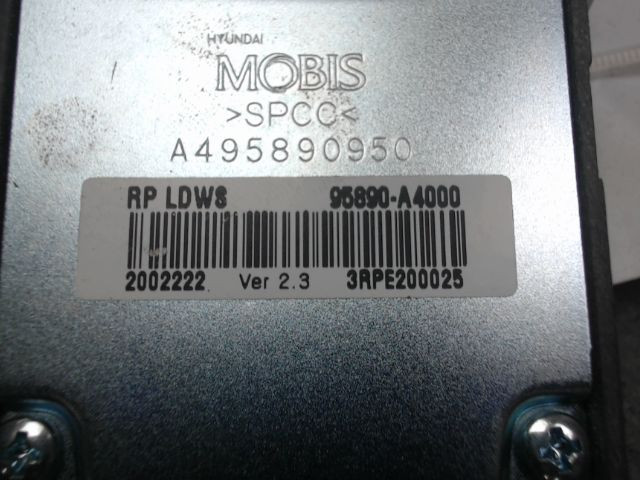 HYUNDAI
MOBIS
>SPCC<
A495890950
RP LDWS 95890-A4000
2002222 Ver 2.3 3RPE200025